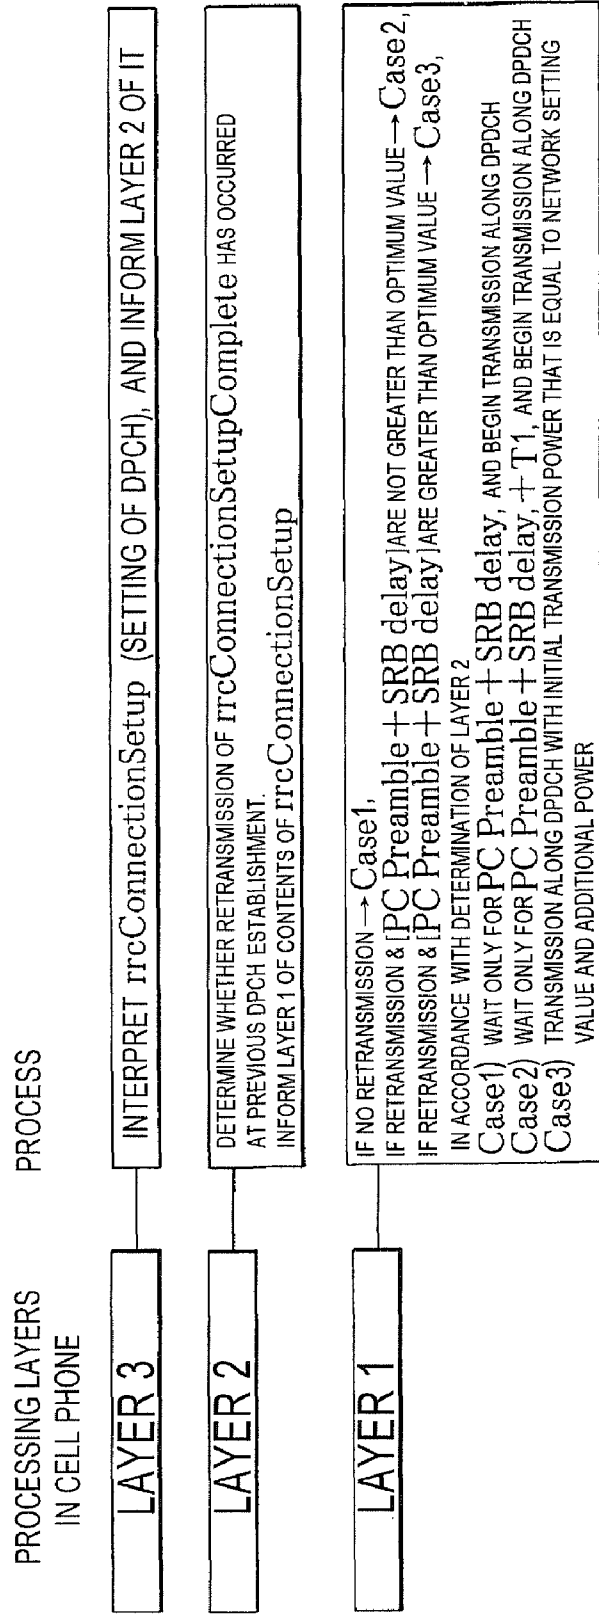 PROCESSING LAYERS
IN CELL PHONE
PROCESS
LAYER 3
INTERPRET rrcConnectionSetup (SETTING OF DPCH), AND INFORM LAYER 2 OF IT
LAYER 2
DETERMINE WHETHER RETRANSMISSION OF rrcConnectionSetupComplete HAS OCCURRED
AT PREVIOUS DPCH ESTABLISHMENT.
INFORM LAYER 1 OF CONTENTS OF rrcConnectionSetup
LAYER 1
IF NO RETRANSMISSION → Case1,
IF RETRANSMISSION & [PC Preamble + SRB delay] ARE NOT GREATER THAN OPTIMUM VALUE → Case2,
IF RETRANSMISSION & [PC Preamble + SRB delay] ARE GREATER THAN OPTIMUM VALUE → Case3,
IN ACCORDANCE WITH DETERMINATION OF LAYER 2
Case1) WAIT ONLY FOR PC Preamble + SRB delay, AND BEGIN TRANSMISSION ALONG DPDCH
Case2) WAIT ONLY FOR PC Preamble + SRB delay, + T1, AND BEGIN TRANSMISSION ALONG DPDCH
Case3) TRANSMISSION ALONG DPDCH WITH INITIAL TRANSMISSION POWER THAT IS EQUAL TO NETWORK SETTING
VALUE AND ADDITIONAL POWER